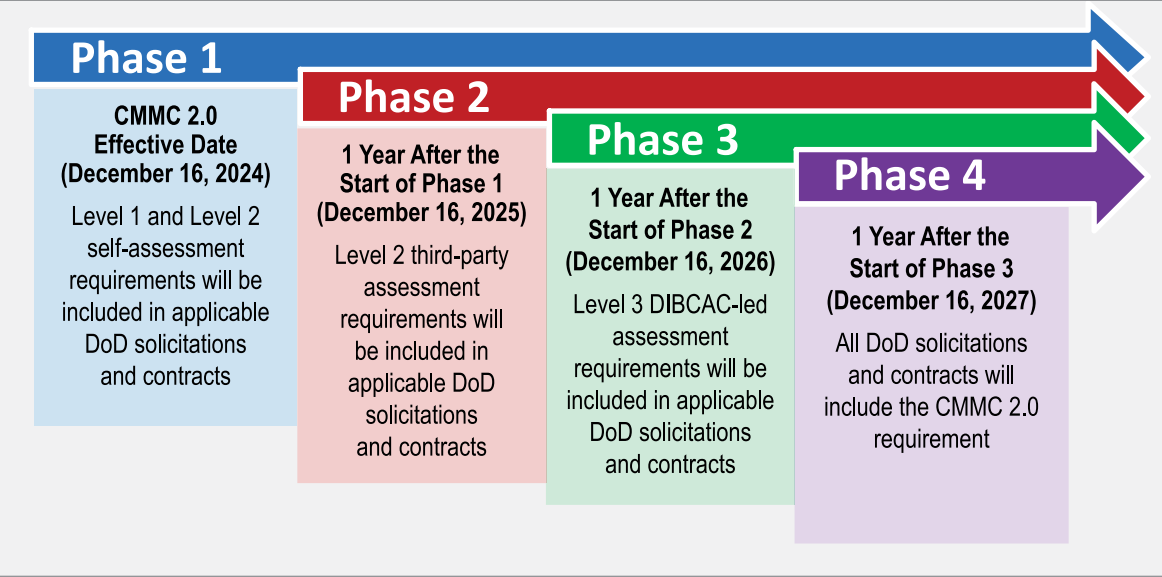 Phase 1
CMMC 2.0
Effective Date
(December 16, 2024)
Level 1 and Level 2
self-assessment
requirements will be
included in applicable
DoD solicitations
and contracts
Phase 2
1 Year After the
Start of Phase 1
(December 16, 2025)
Level 2 third-party
assessment
requirements will
be included in
applicable DoD
solicitations
and contracts
Phase 3
1 Year After the
Start of Phase 2
(December 16, 2026)
Level 3 DIBCAC-led
assessment
requirements will be
included in applicable
DoD solicitations
and contracts
Phase 4
1 Year After the
Start of Phase 3
(December 16, 2027)
All DoD solicitations
and contracts will
include the CMMC 2.0
requirement